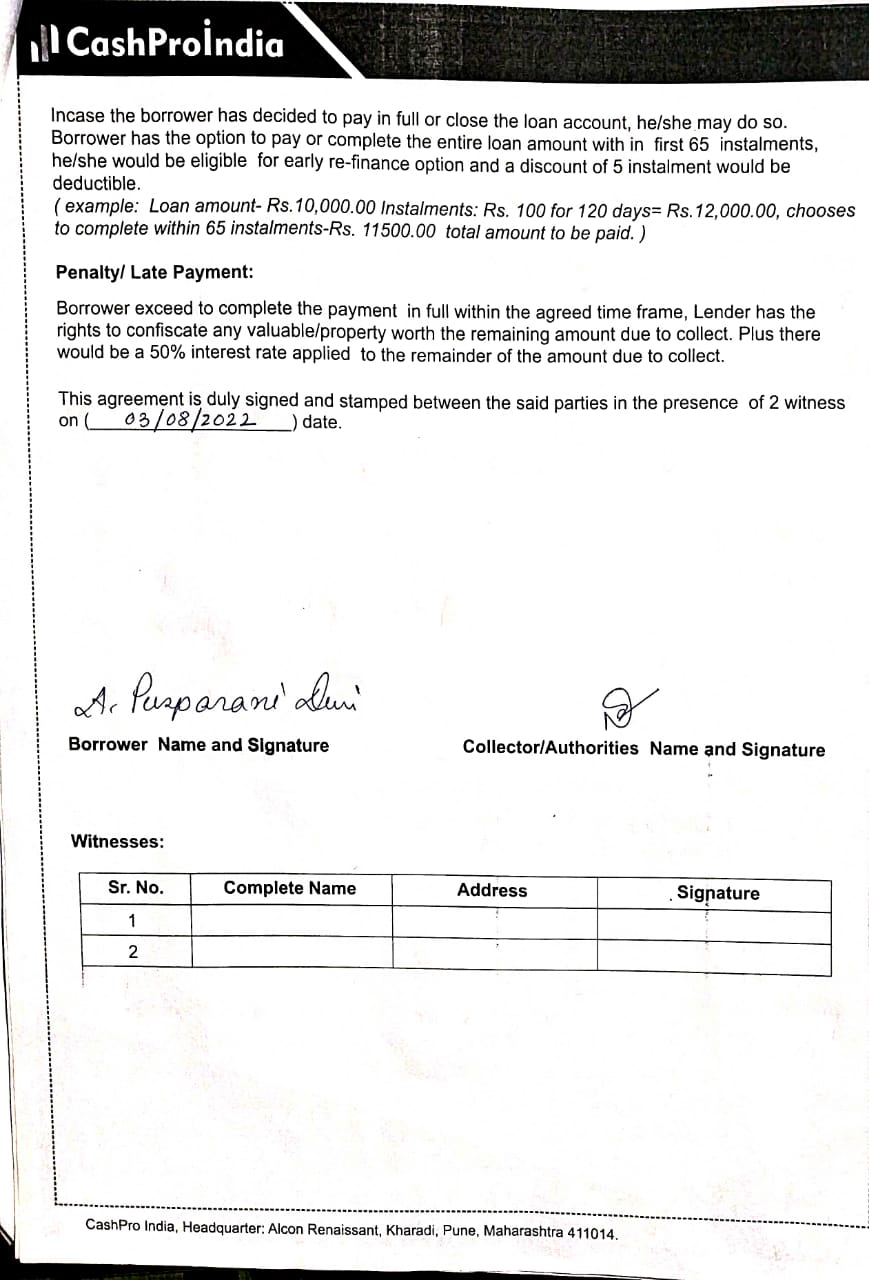 CashProİndia
Incase the borrower has decided to pay in full or close the loan account, he/she may do so.
Borrower has the option to pay or complete the entire loan amount with in first 65 instalments,
he/she would be eligible for early re-finance option and a discount of 5 instalment would be
deductible.
( example: Loan amount- Rs.10,000.00 Instalments: Rs. 100 for 120 days= Rs.12,000.00, chooses
to complete within 65 instalments-Rs. 11500.00 total amount to be paid. )
Penalty/ Late Payment:
Borrower exceed to complete the payment in full within the agreed time frame, Lender has the
rights to confiscate any valuable/property worth the remaining amount due to collect. Plus there
would be a 50% interest rate applied to the remainder of the amount due to collect.
This agreement is duly signed and stamped between the said parties in the presence of 2 witness
on ( 03/08/2022 ) date.
A. Pusparani Devi
Borrower Name and Signature Collector/Authorities Name and Signature
Witnesses:
Sr. No. Complete Name Address Signature
1
2
CashPro India, Headquarter: Alcon Renaissant, Kharadi, Pune, Maharashtra 411014.